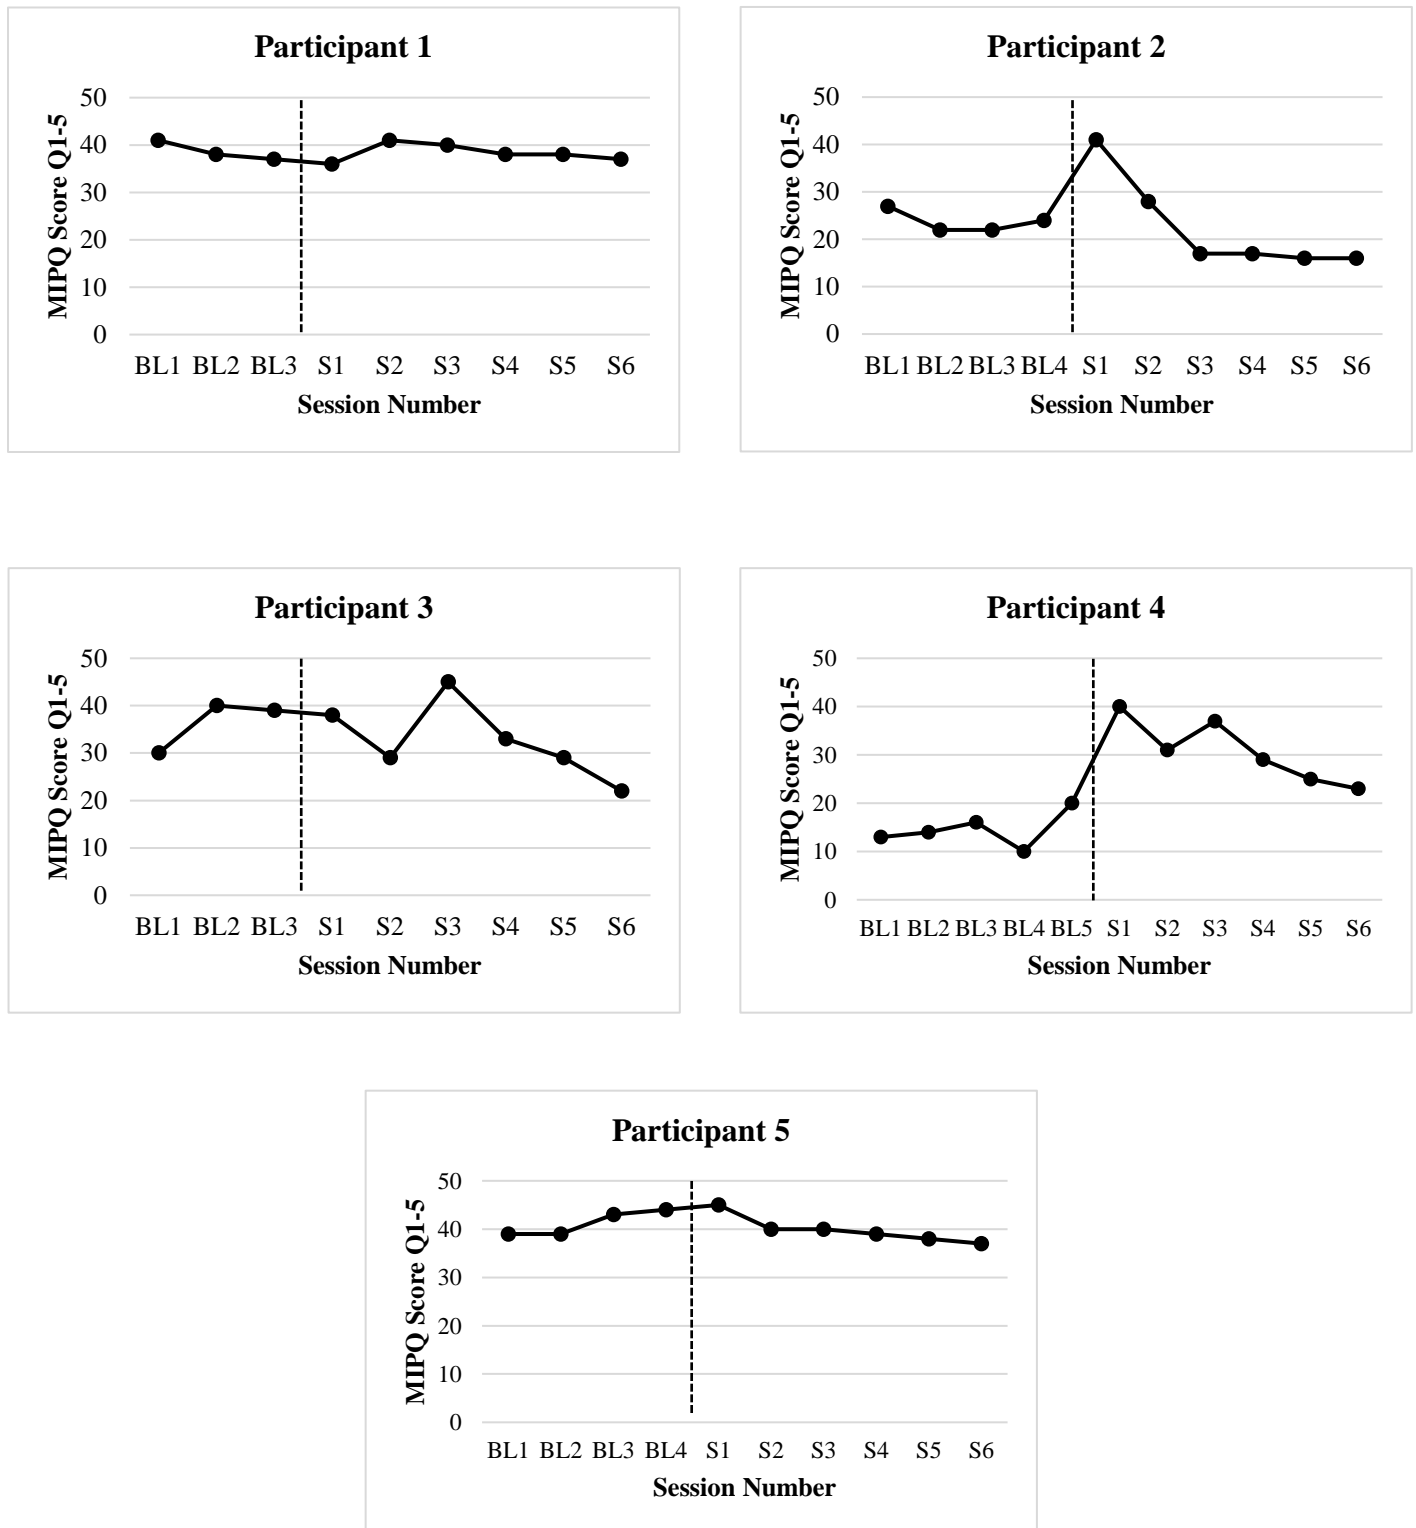 Participant 1
MIPQ Score Q1-5
50
40
30
20
10
0
BL1 BL2 BL3 S1 S2 S3 S4 S5 S6
Session Number
Participant 2
MIPQ Score Q1-5
50
40
30
20
10
0
BL1 BL2 BL3 BL4 S1 S2 S3 S4 S5 S6
Session Number
Participant 3
MIPQ Score Q1-5
50
40
30
20
10
0
BL1 BL2 BL3 S1 S2 S3 S4 S5 S6
Session Number
Participant 4
MIPQ Score Q1-5
50
40
30
20
10
0
BL1 BL2 BL3 BL4 BL5 S1 S2 S3 S4 S5 S6
Session Number
Participant 5
MIPQ Score Q1-5
50
40
30
20
10
0
BL1 BL2 BL3 BL4 S1 S2 S3 S4 S5 S6
Session Number